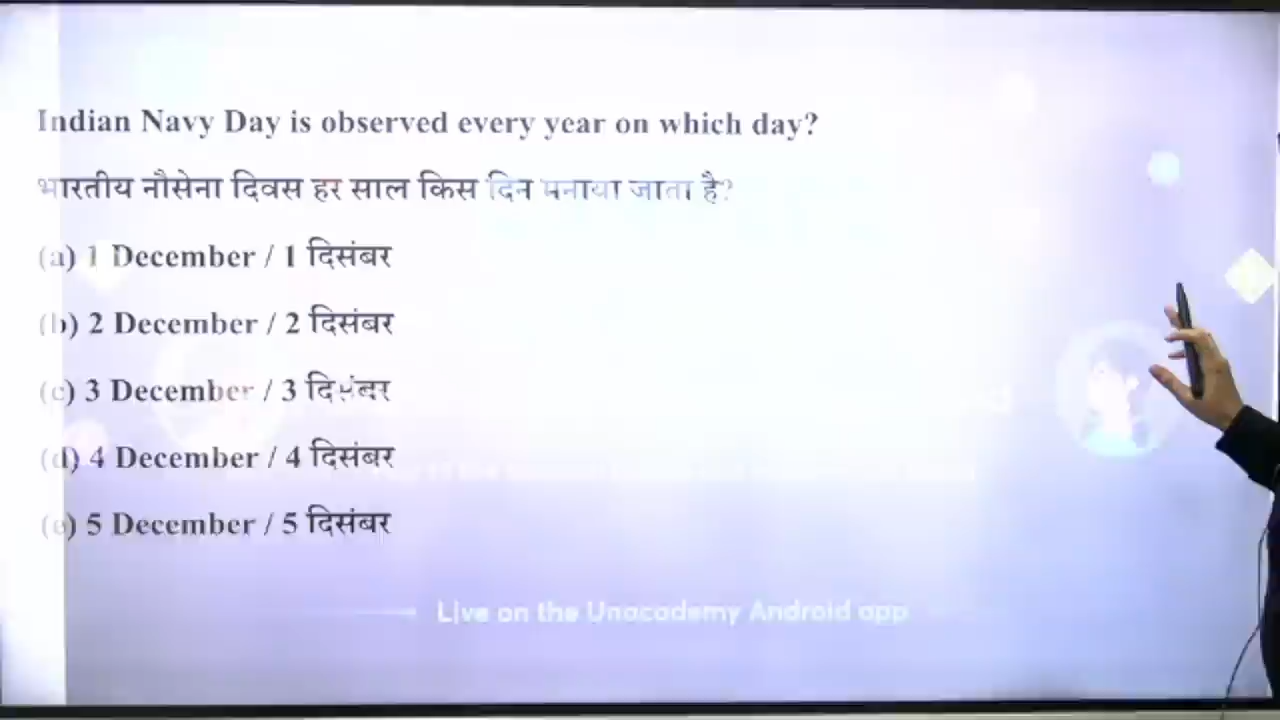 Indian Navy Day is observed every year on which day?
भारतीय नौसेना दिवस हर साल किस दिन मनाया जाता है?
(a) 1 December / 1 दिसंबर
(b) 2 December / 2 दिसंबर
(c) 3 December / 3 दिसंबर
(d) 4 December / 4 दिसंबर
(e) 5 December / 5 दिसंबर
Live on the Unacademy Android app